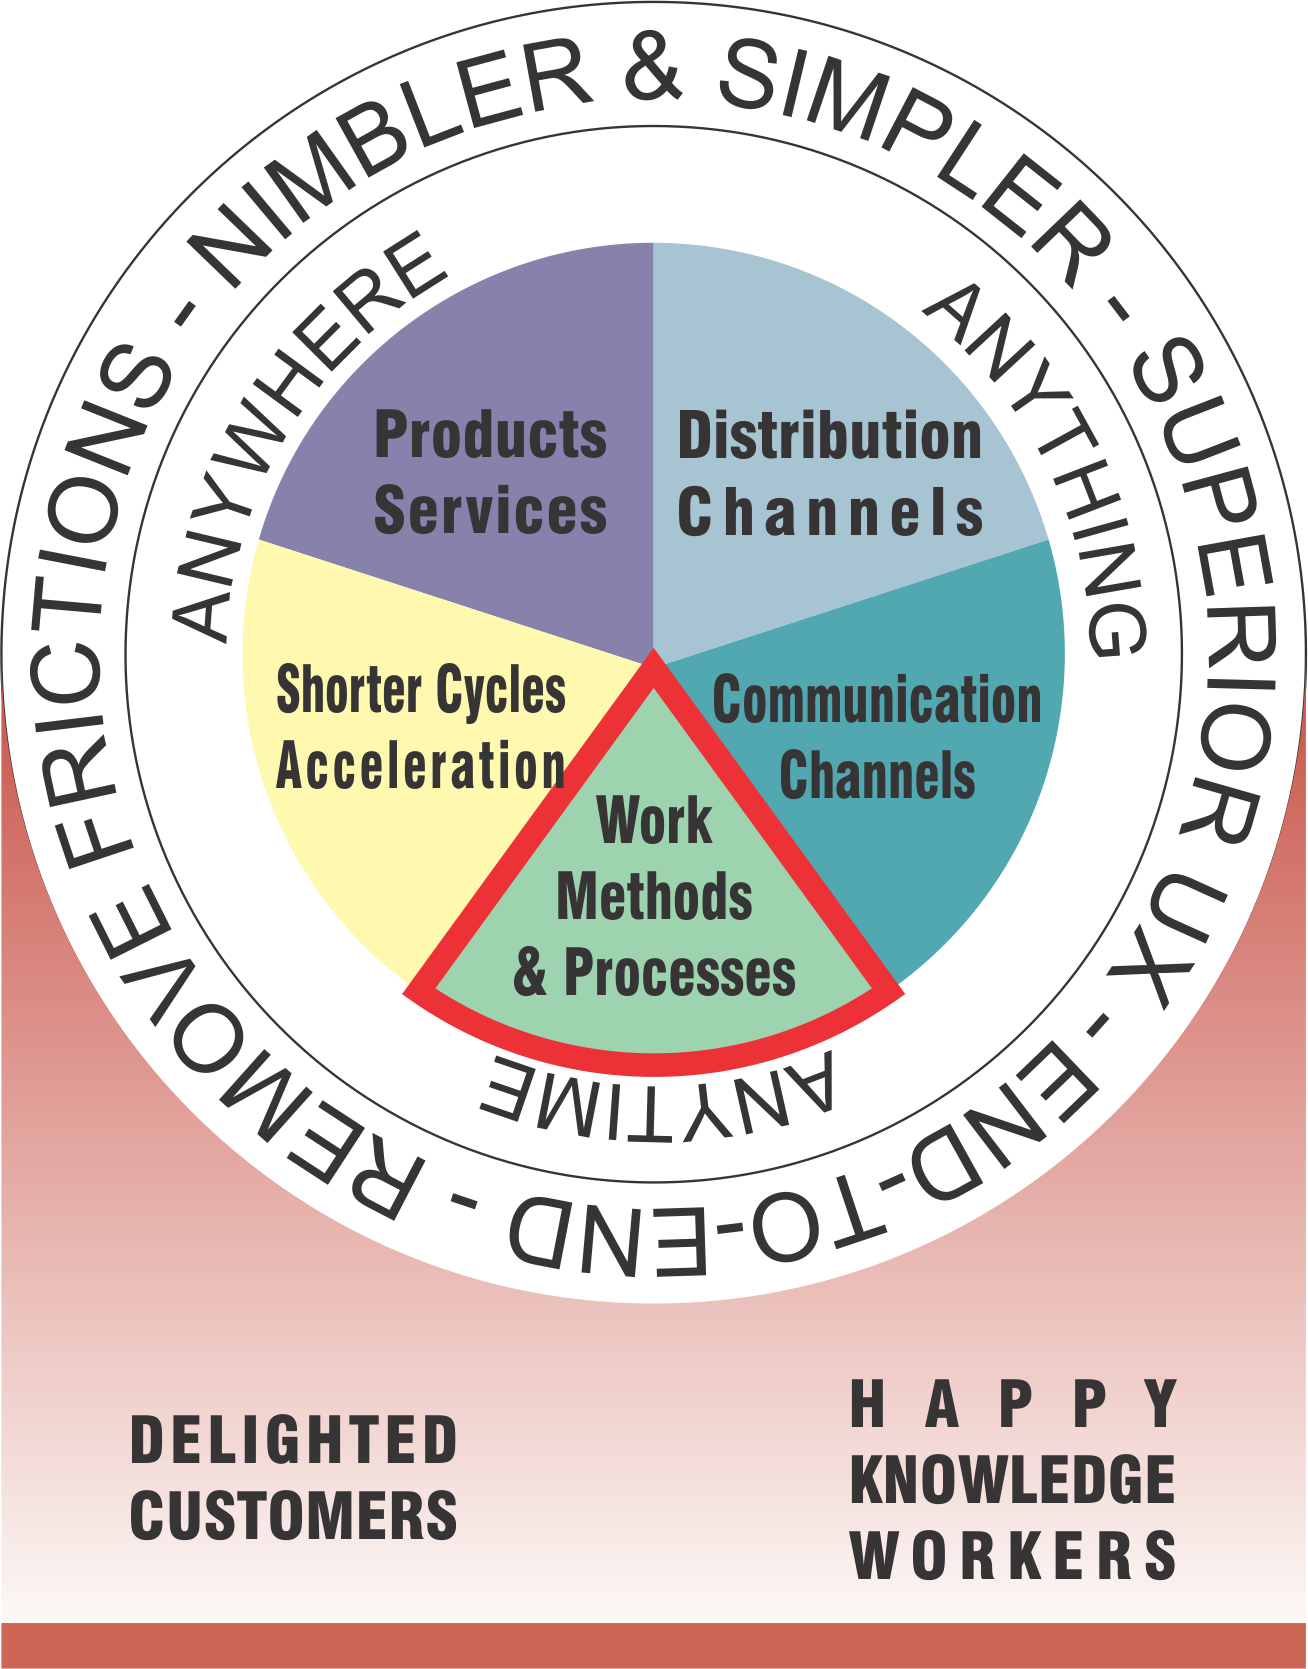 REMOVE FRICTIONS - NIMBLER & SIMPLER - SUPERIOR UX - END-TO-END -
ANYWHERE
ANYTHING
ANYTIME
Products
Services
Distribution
Channels
Shorter Cycles
Acceleration
Communication
Channels
Work
Methods
& Processes
DELIGHTED
CUSTOMERS
HAPPY
KNOWLEDGE
WORKERS